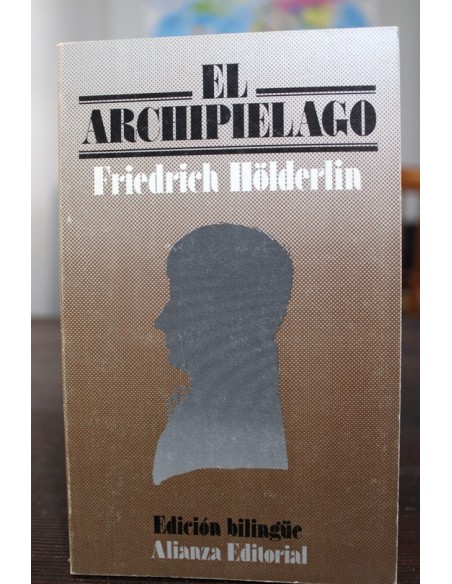 EL
ARCHIPIELAGO
Friedrich Hölderlin
Edición bilingüe
Alianza Editorial